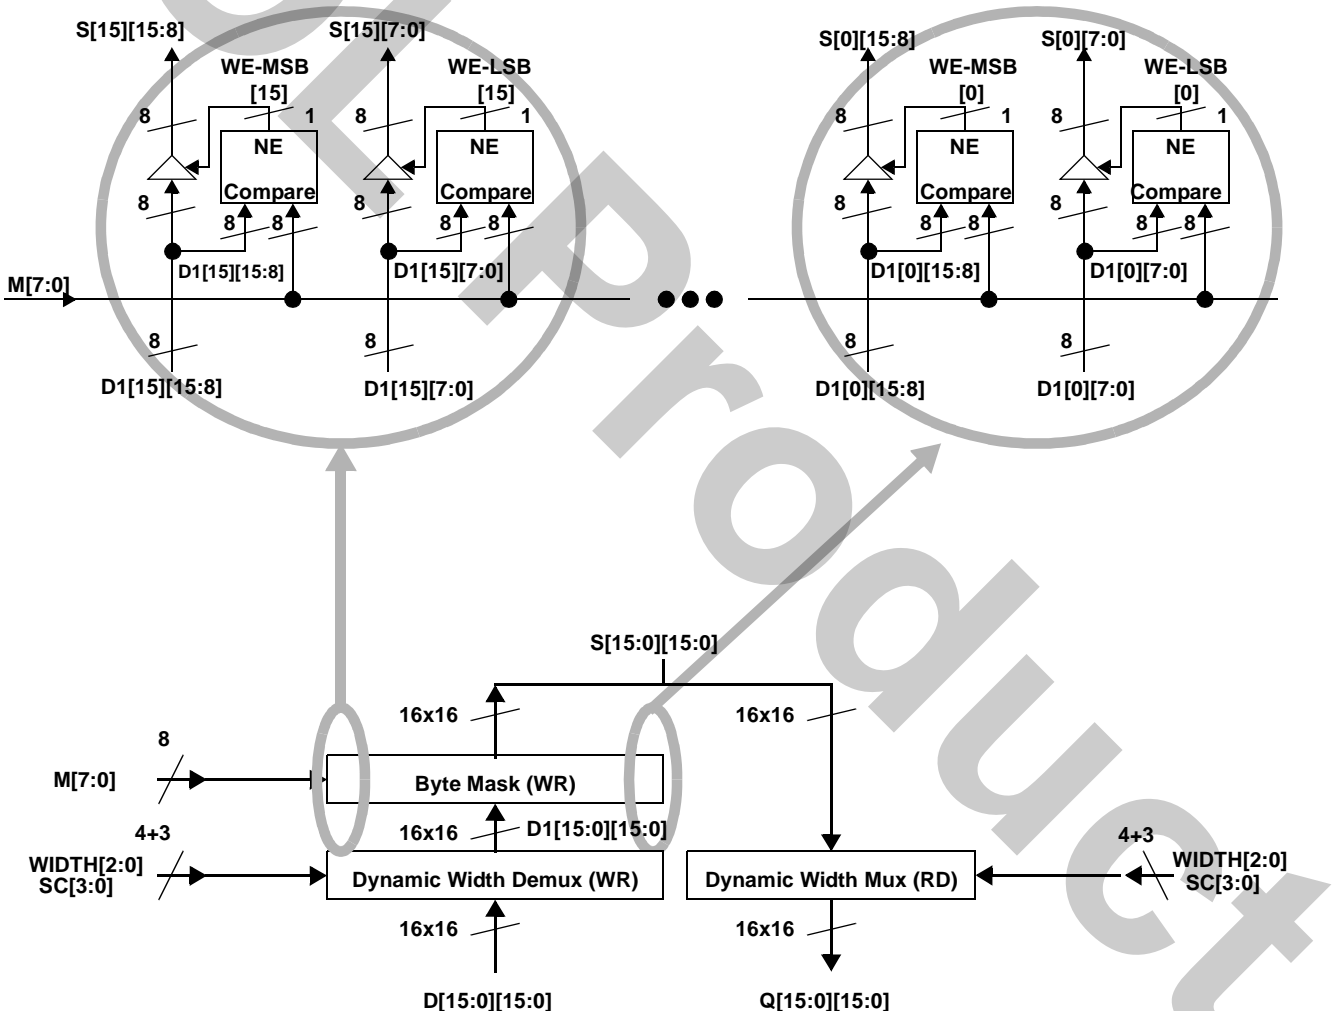 S[15][15:8]
S[15][7:0]
S[0][15:8]
S[0][7:0]
WE-MSB
[15]
WE-LSB
[15]
WE-MSB
[0]
WE-LSB
[0]
8
1
8
1
8
1
8
1
NE
NE
NE
NE
Compare
Compare
Compare
Compare
8
8
8
8
8
8
8
8
8
8
8
8
D1[15][15:8]
D1[15][7:0]
D1[0][15:8]
D1[0][7:0]
M[7:0]
8
8
8
8
D1[15][15:8]
D1[15][7:0]
D1[0][15:8]
D1[0][7:0]
S[15:0][15:0]
16x16
16x16
8
M[7:0]
Byte Mask (WR)
4+3
16x16
D1[15:0][15:0]
4+3
WIDTH[2:0]
SC[3:0]
Dynamic Width Demux (WR)
Dynamic Width Mux (RD)
WIDTH[2:0]
SC[3:0]
16x16
16x16
D[15:0][15:0]
Q[15:0][15:0]
Product